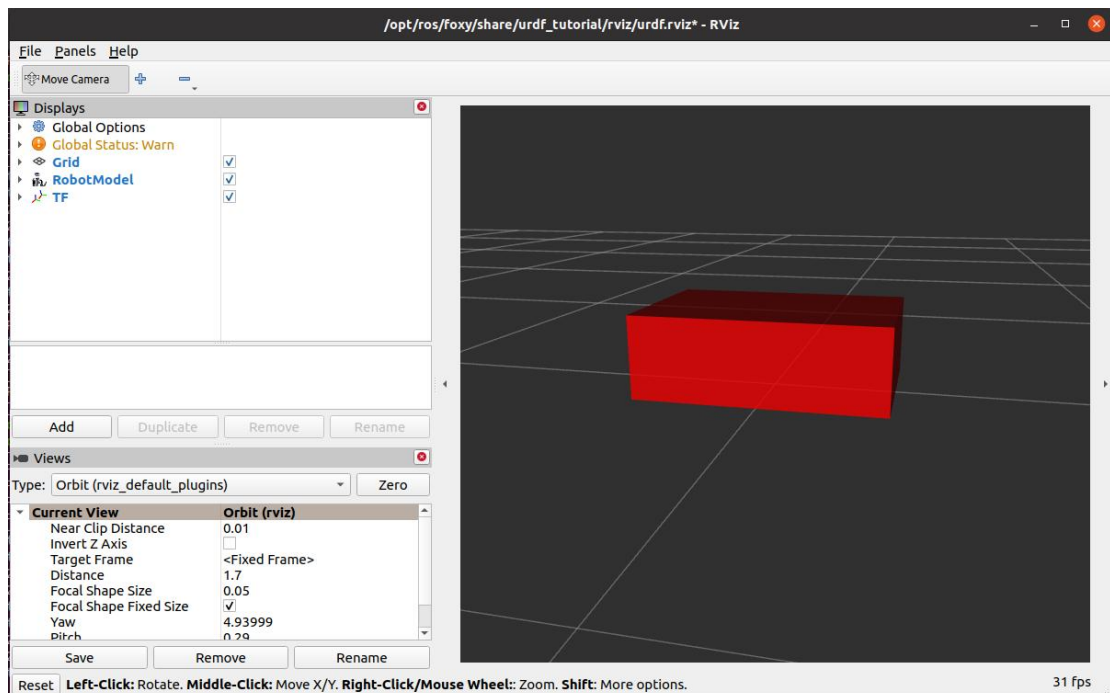 /opt/ros/foxy/share/urdf_tutorial/rviz/urdf.rviz* - RViz
File Panels Help
Move Camera
Displays
Global Options
Global Status: Warn
Grid
RobotModel
TF
Add Duplicate Remove Rename
Views
Type: Orbit (rviz_default_plugins) Zero
Current View Orbit (rviz)
Near Clip Distance 0.01
Invert Z Axis
Target Frame <Fixed Frame>
Distance 1.7
Focal Shape Size 0.05
Focal Shape Fixed Size
Yaw 4.93999
Pitch 0.29
Save Remove Rename
Reset Left-Click: Rotate. Middle-Click: Move X/Y. Right-Click/Mouse Wheel:: Zoom. Shift: More options. 31 fps